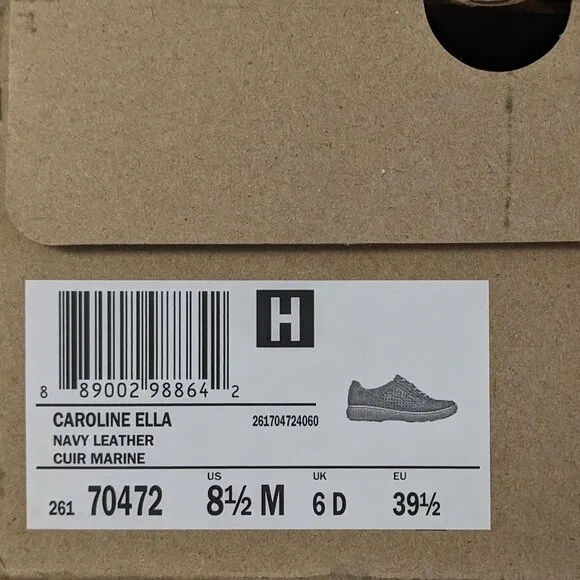 H
8 89002 98864 2
CAROLINE ELLA 261704724060
NAVY LEATHER
CUIR MARINE
US UK EU
261 70472 8½ M 6 D 39½